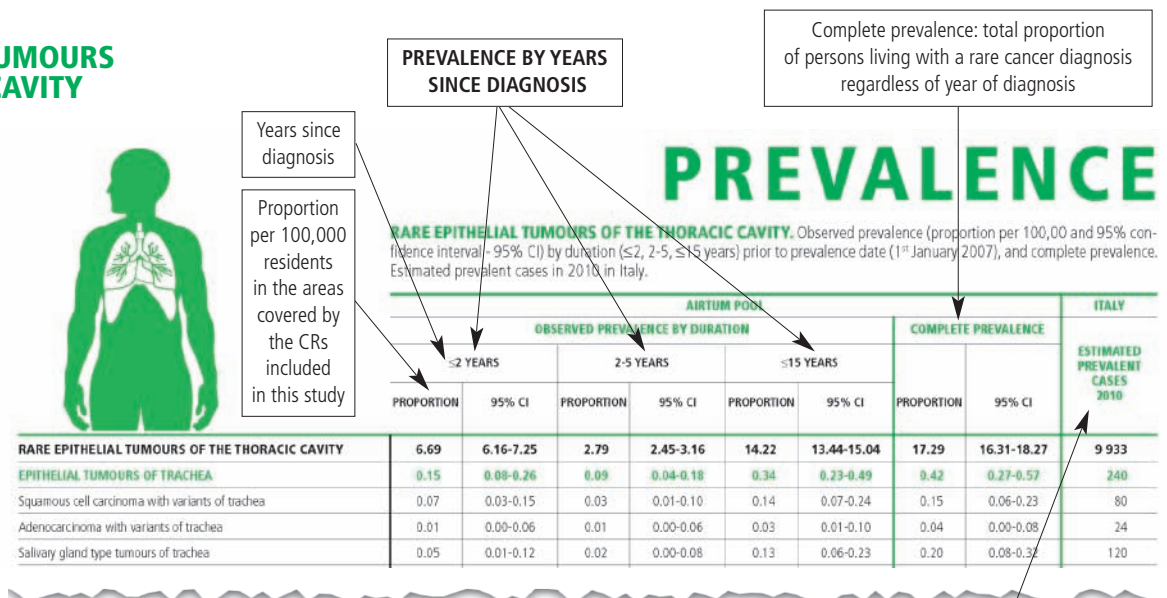 UMOURS
CAVITY
PREVALENCE BY YEARS
SINCE DIAGNOSIS
Complete prevalence: total proportion
of persons living with a rare cancer diagnosis
regardless of year of diagnosis
Years since
diagnosis
Proportion
per 100,000
residents
in the areas
covered by
the CRs
included
in this study
PREVALENCE
RARE EPITHELIAL TUMOURS OF THE THORACIC CAVITY. Observed prevalence (proportion per 100,00 and 95% con-
fidence interval - 95% CI) by duration (≤2, 2-5, ≤15 years) prior to prevalence date (1st January 2007), and complete prevalence.
Estimated prevalent cases in 2010 in Italy.
AIRTUM POOL ITALY
OBSERVED PREVALENCE BY DURATION COMPLETE PREVALENCE
≤2 YEARS 2-5 YEARS ≤15 YEARS
ESTIMATED
PREVALENT
CASES
2010
PROPORTION 95% CI PROPORTION 95% CI PROPORTION 95% CI PROPORTION 95% CI
RARE EPITHELIAL TUMOURS OF THE THORACIC CAVITY 6.69 6.16-7.25 2.79 2.45-3.16 14.22 13.44-15.04 17.29 16.31-18.27 9 933
EPITHELIAL TUMOURS OF TRACHEA 0.15 0.08-0.26 0.09 0.04-0.18 0.34 0.23-0.49 0.42 0.27-0.57 240
Squamous cell carcinoma with variants of trachea 0.07 0.03-0.15 0.03 0.01-0.10 0.14 0.07-0.24 0.15 0.06-0.23 80
Adenocarcinoma with variants of trachea 0.01 0.00-0.06 0.01 0.00-0.06 0.03 0.01-0.10 0.04 0.00-0.08 24
Salivary gland type tumours of trachea 0.05 0.01-0.12 0.02 0.00-0.08 0.13 0.06-0.23 0.20 0.08-0.32 120